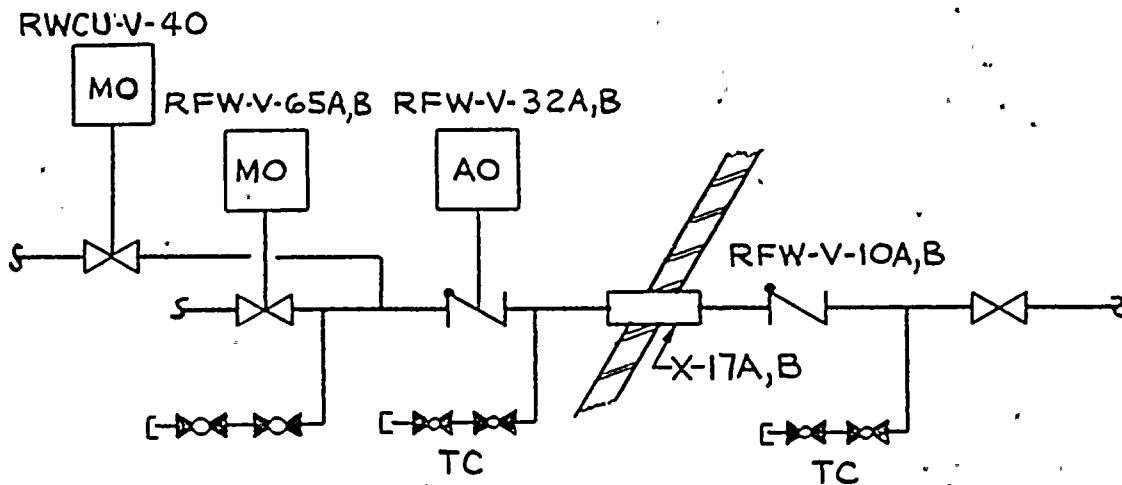 RWCU-V-40
MO
RFW-V-65A,B
RFW-V-32A,B
MO
AO
RFW-V-10A,B
X-17A,B
TC
TC